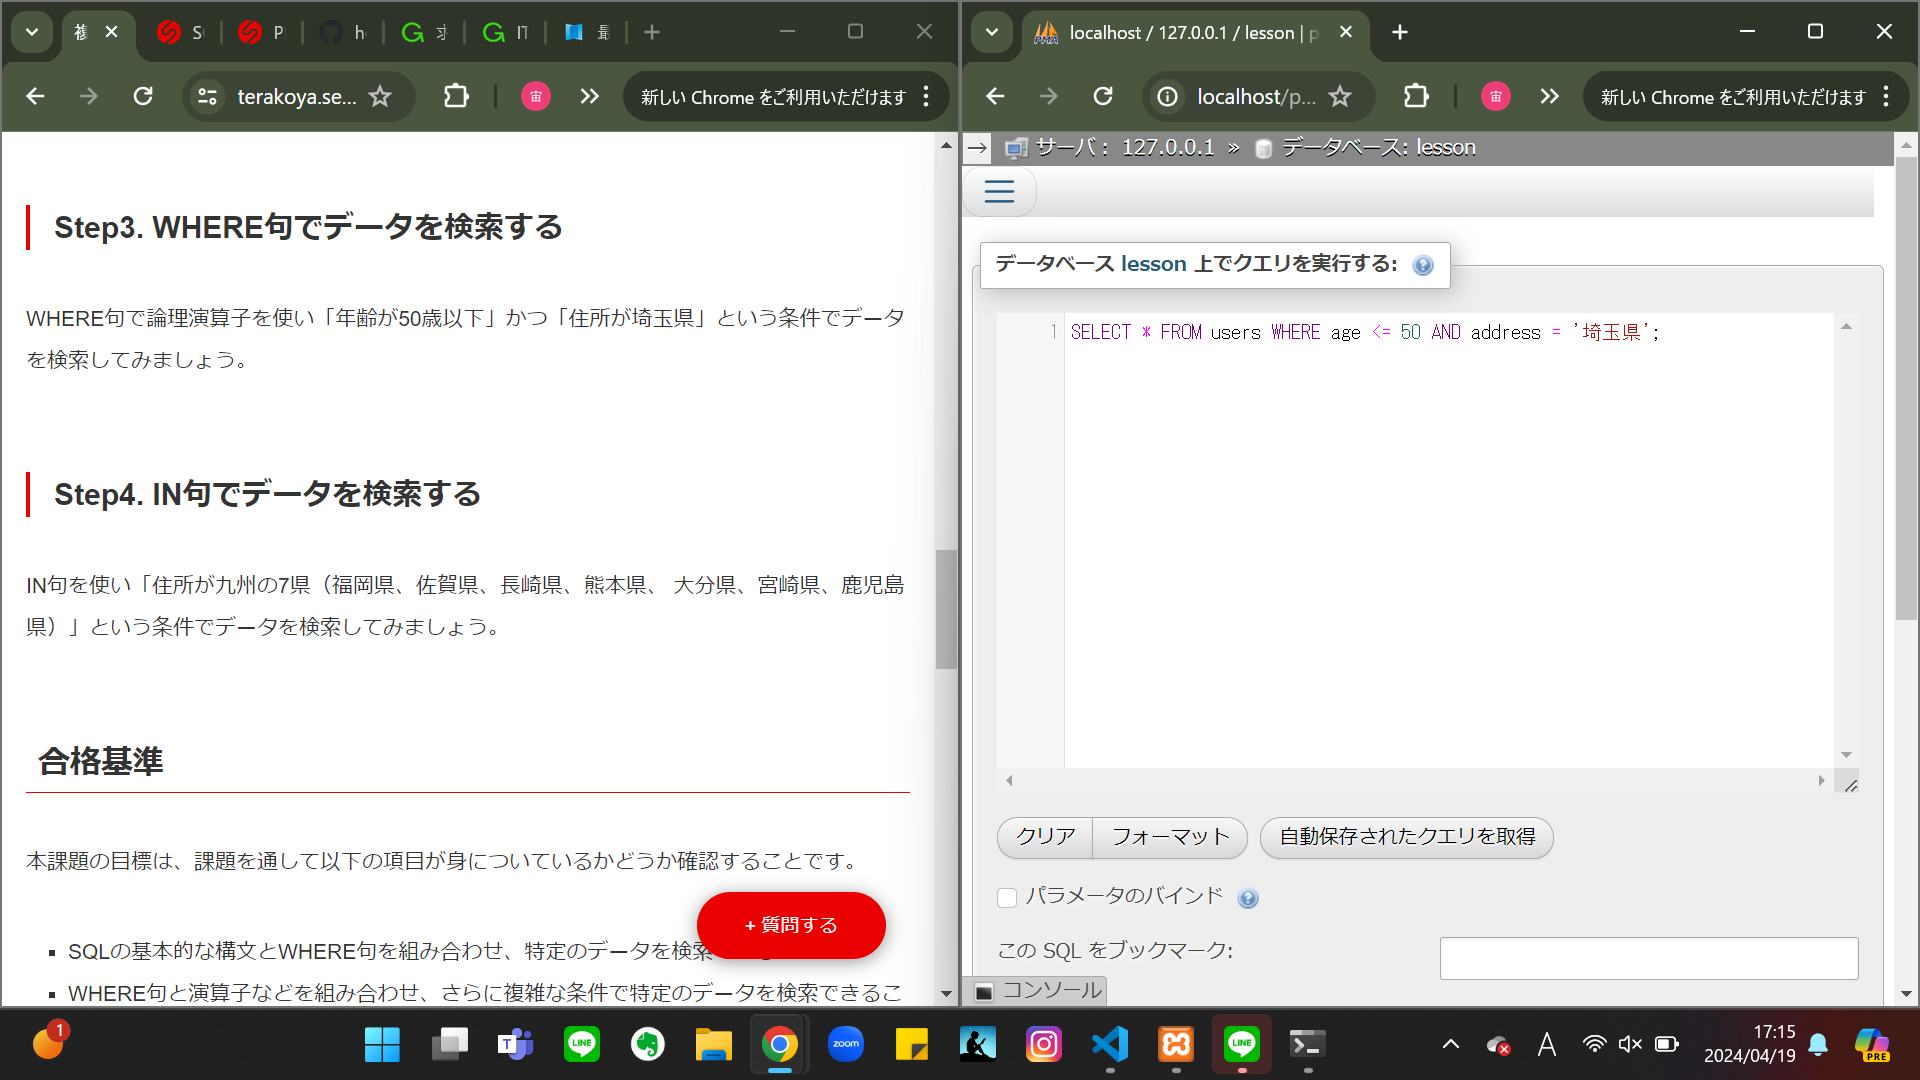 複
S
P
h
求
IT
最
terakoya.se...
宙
新しい Chrome をご利用いただけます
Step3. WHERE句でデータを検索する
WHERE句で論理演算子を使い「年齢が50歳以下」かつ「住所が埼玉県」という条件でデータ
を検索してみましょう。
Step4. IN句でデータを検索する
IN句を使い「住所が九州の7県（福岡県、佐賀県、長崎県、熊本県、 大分県、宮崎県、鹿児島
県）」という条件でデータを検索してみましょう。
合格基準
本課題の目標は、課題を通して以下の項目が身についているかどうか確認することです。
+ 質問する
SQLの基本的な構文とWHERE句を組み合わせ、特定のデータを検索
WHERE句と演算子などを組み合わせ、さらに複雑な条件で特定のデータを検索できるこ
PMA
localhost / 127.0.0.1 / lesson | p
localhost/p...
宙
新しい Chrome をご利用いただけます
サーバ : 127.0.0.1 » データベース: lesson
データベース lesson 上でクエリを実行する:
1 SELECT * FROM users WHERE age <= 50 AND address = '埼玉県';
クリア フォーマット 自動保存されたクエリを取得
パラメータのバインド
この SQL をブックマーク:
コンソール
1
T
LINE
zoom
LINE
A
17:15
2024/04/19
PRE